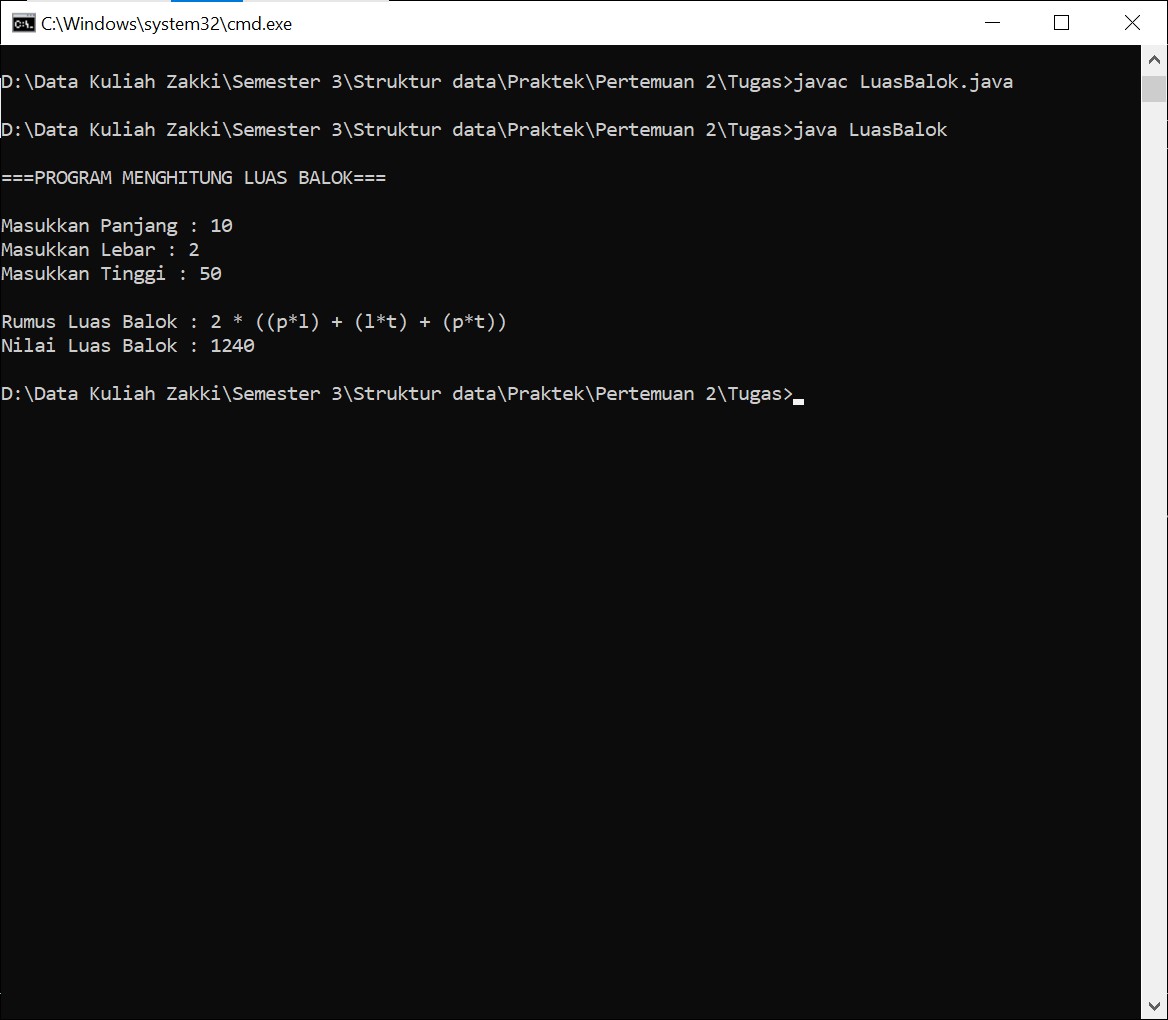 C:\Windows\system32\cmd.exe
D:\Data Kuliah Zakki\Semester 3\Struktur data\Praktek\Pertemuan 2\Tugas>javac LuasBalok.java
D:\Data Kuliah Zakki\Semester 3\Struktur data\Praktek\Pertemuan 2\Tugas>java LuasBalok
===PROGRAM MENGHITUNG LUAS BALOK===
Masukkan Panjang : 10
Masukkan Lebar : 2
Masukkan Tinggi : 50
Rumus Luas Balok : 2 * ((p*l) + (l*t) + (p*t))
Nilai Luas Balok : 1240
D:\Data Kuliah Zakki\Semester 3\Struktur data\Praktek\Pertemuan 2\Tugas>